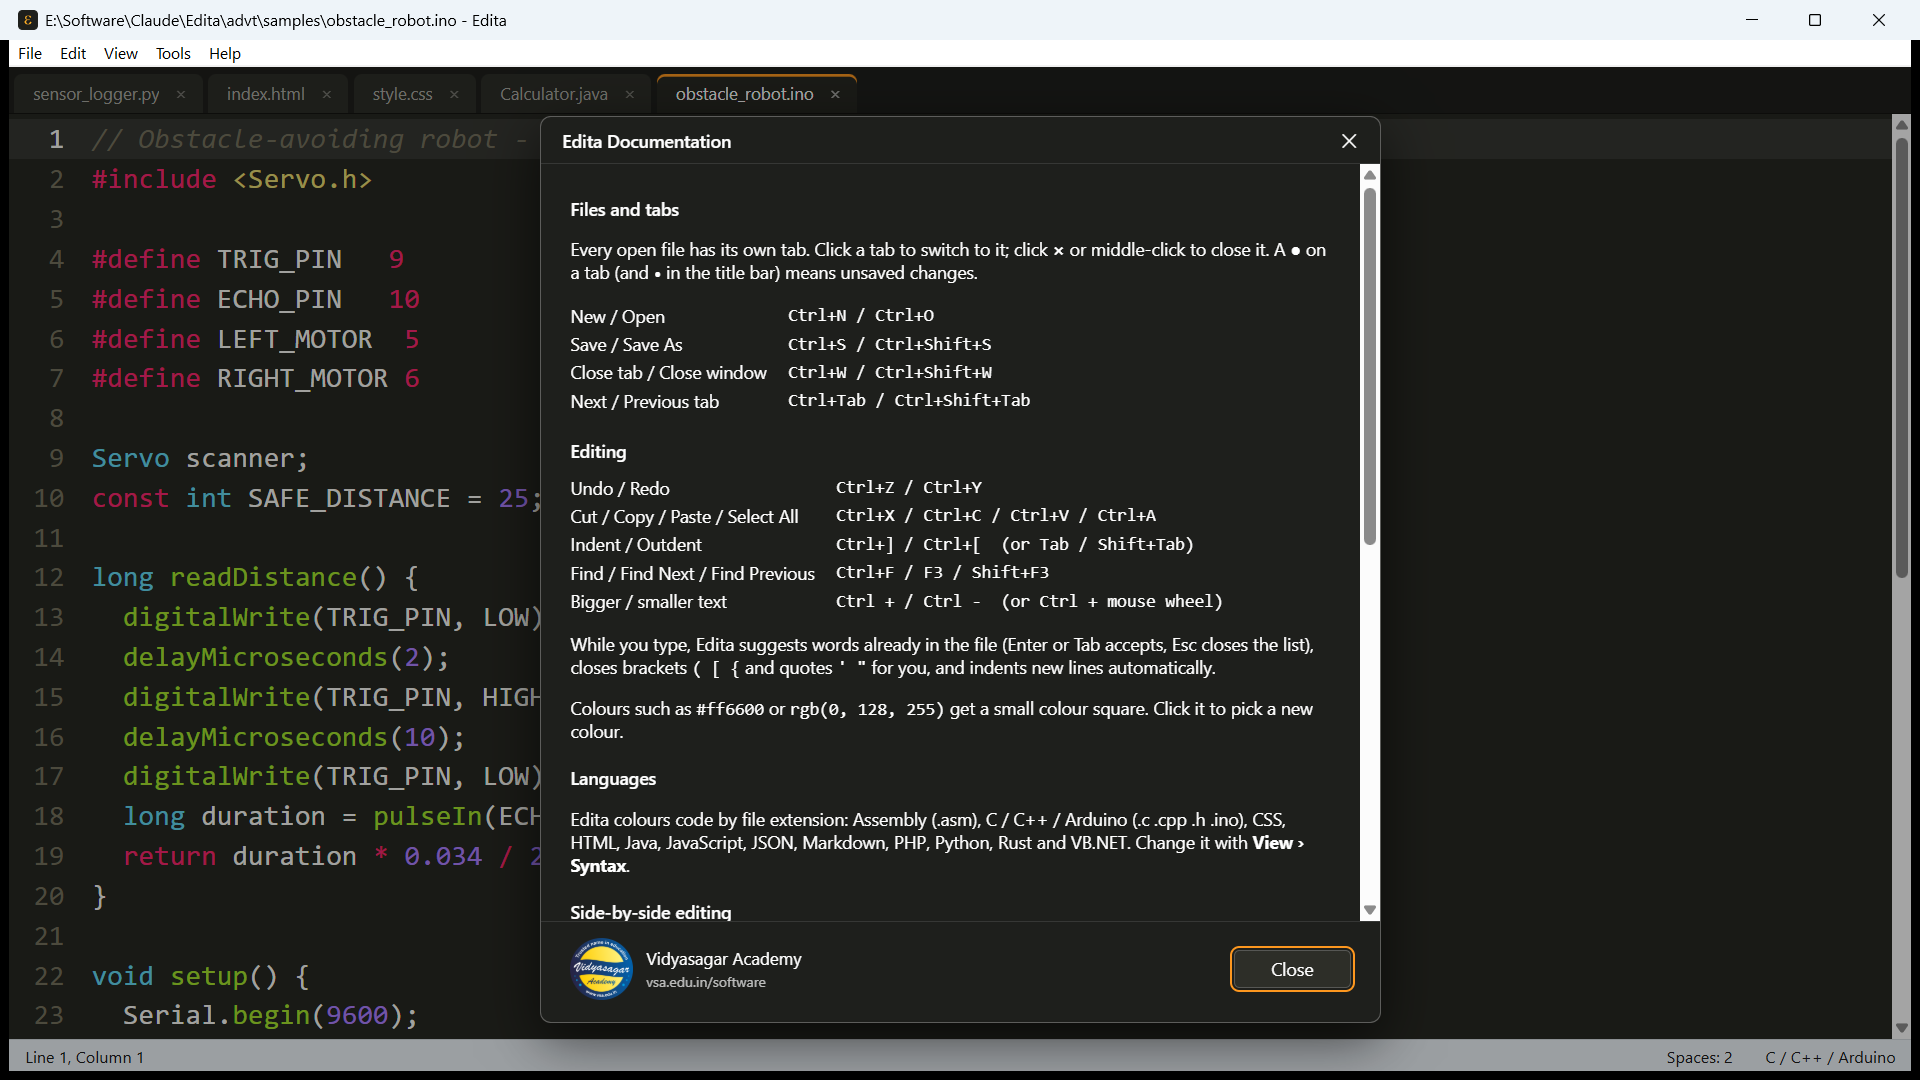 E:\Software\Claude\Edita\advt\samples\obstacle_robot.ino - Edita
File Edit View Tools Help
sensor_logger.py × index.html × style.css × Calculator.java × obstacle_robot.ino ×
1 // Obstacle-avoiding robot -
2 #include <Servo.h>
3
4 #define TRIG_PIN 9
5 #define ECHO_PIN 10
6 #define LEFT_MOTOR 5
7 #define RIGHT_MOTOR 6
8
9 Servo scanner;
10 const int SAFE_DISTANCE = 25;
11
12 long readDistance() {
13 digitalWrite(TRIG_PIN, LOW)
14 delayMicroseconds(2);
15 digitalWrite(TRIG_PIN, HIGH
16 delayMicroseconds(10);
17 digitalWrite(TRIG_PIN, LOW)
18 long duration = pulseIn(ECH
19 return duration * 0.034 / 2
20 }
21
22 void setup() {
23 Serial.begin(9600);
Edita Documentation
Files and tabs
Every open file has its own tab. Click a tab to switch to it; click × or middle-click to close it. A ● on
a tab (and • in the title bar) means unsaved changes.
New / Open Ctrl+N / Ctrl+O
Save / Save As Ctrl+S / Ctrl+Shift+S
Close tab / Close window Ctrl+W / Ctrl+Shift+W
Next / Previous tab Ctrl+Tab / Ctrl+Shift+Tab
Editing
Undo / Redo Ctrl+Z / Ctrl+Y
Cut / Copy / Paste / Select All Ctrl+X / Ctrl+C / Ctrl+V / Ctrl+A
Indent / Outdent Ctrl+] / Ctrl+[ (or Tab / Shift+Tab)
Find / Find Next / Find Previous Ctrl+F / F3 / Shift+F3
Bigger / smaller text Ctrl + / Ctrl - (or Ctrl + mouse wheel)
While you type, Edita suggests words already in the file (Enter or Tab accepts, Esc closes the list),
closes brackets ( [ { and quotes ' " for you, and indents new lines automatically.
Colours such as #ff6600 or rgb(0, 128, 255) get a small colour square. Click it to pick a new
colour.
Languages
Edita colours code by file extension: Assembly (.asm), C / C++ / Arduino (.c .cpp .h .ino), CSS,
HTML, Java, JavaScript, JSON, Markdown, PHP, Python, Rust and VB.NET. Change it with View ›
Syntax.
Side-by-side editing
Vidyasagar
Academy
Vidyasagar Academy
vsa.edu.in/software
Close
Line 1, Column 1
Spaces: 2 C / C++ / Arduino